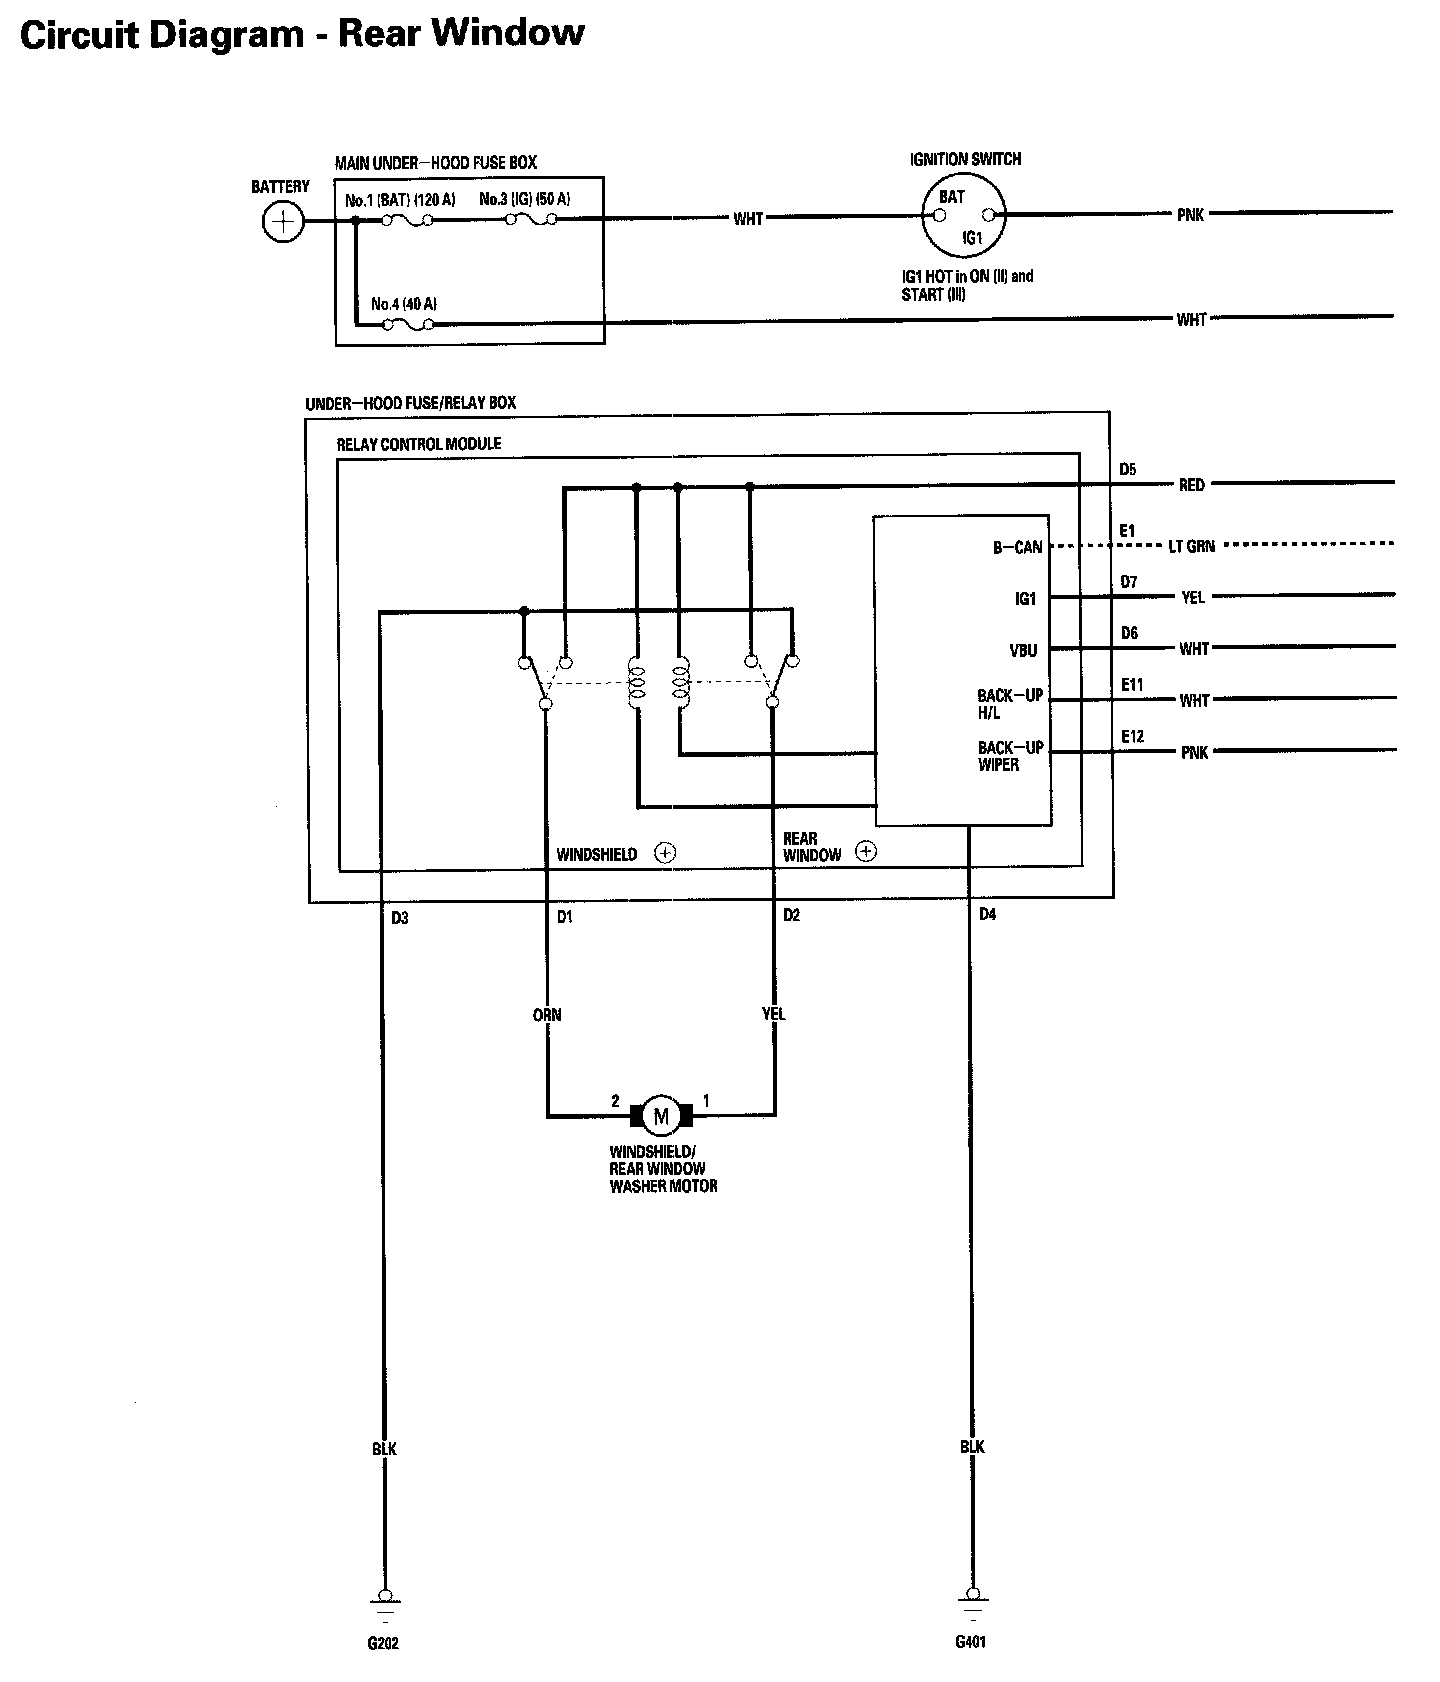 Circuit Diagram - Rear Window
MAIN UNDER-HOOD FUSE BOX
IGNITION SWITCH
BATTERY
No.1 (BAT) (120 A)
No.3 (IG) (50 A)
BAT
WHT
PNK
IG1
IG1 HOT in ON (II) and
START (III)
No.4 (40 A)
WHT
UNDER-HOOD FUSE/RELAY BOX
RELAY CONTROL MODULE
D5
RED
E1
B-CAN
LT GRN
D7
IG1
YEL
D6
VBU
WHT
E11
BACK-UP
H/L
WHT
E12
BACK-UP
WIPER
PNK
WINDSHIELD
REAR
WINDOW
D3
D1
D2
D4
ORN
YEL
2
1
M
WINDSHIELD/
REAR WINDOW
WASHER MOTOR
BLK
BLK
G202
G401